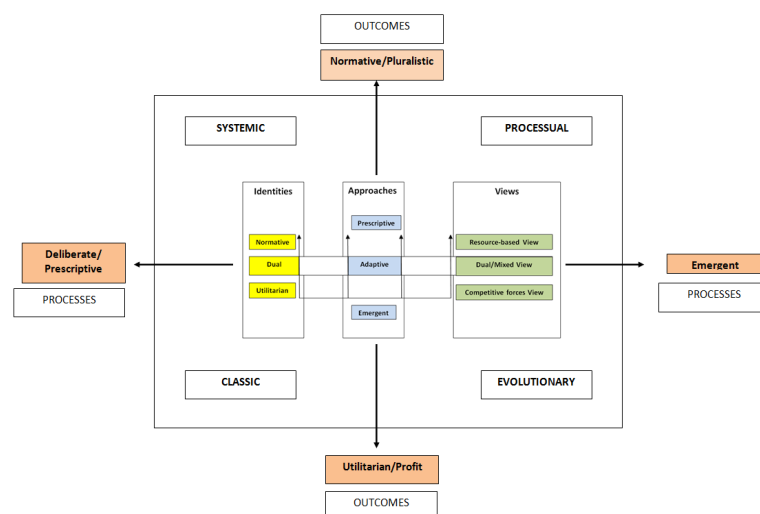 OUTCOMES
Normative/Pluralistic
SYSTEMIC
PROCESSUAL
Identities
Approaches
Views
Prescriptive
Normative
Resource-based View
Dual
Adaptive
Dual/Mixed View
Utilitarian
Competitive forces View
Emergent
Deliberate/
Prescriptive
PROCESSES
Emergent
PROCESSES
CLASSIC
EVOLUTIONARY
Utilitarian/Profit
OUTCOMES